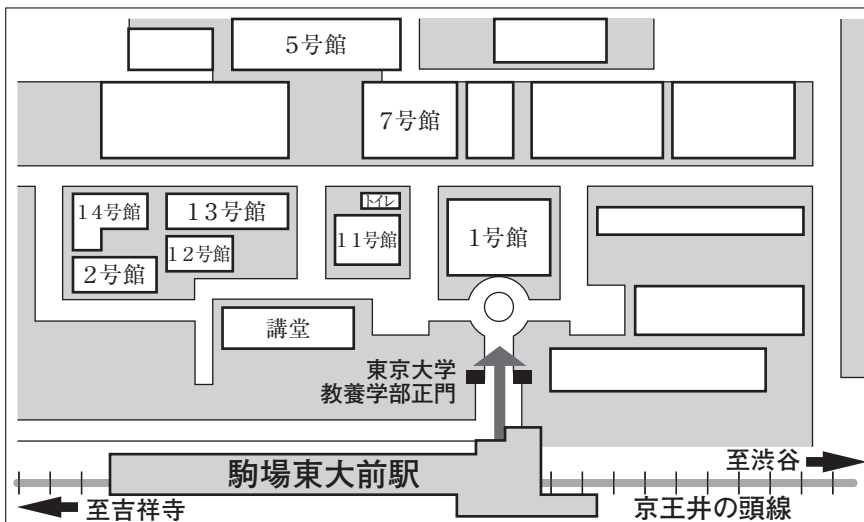 5号館
7号館
14号館
13号館
トイレ
12号館
11号館
1号館
2号館
講堂
東京大学
教養学部正門
駒場東大前駅
至渋谷
至吉祥寺
京王井の頭線